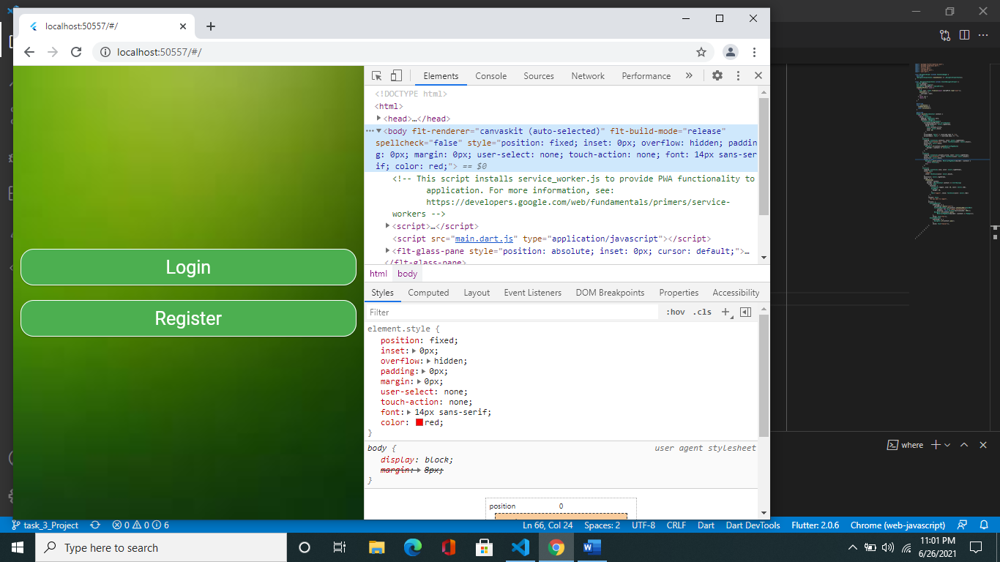 localhost:50557/#/
localhost:50557/#/
Login
Register
Elements Console Sources Network Performance »
<!DOCTYPE html>
<html>
<head>…</head>
<body flt-renderer="canvaskit (auto-selected)" flt-build-mode="release"
spellcheck="false" style="position: fixed; inset: 0px; overflow: hidden; paddin
g: 0px; margin: 0px; user-select: none; touch-action: none; font: 14px sans-ser
if; color: red;"> == $0
<!-- This script installs service_worker.js to provide PWA functionality to
application. For more information, see:
https://developers.google.com/web/fundamentals/primers/service-
workers -->
<script>…</script>
<script src="main.dart.js" type="application/javascript"></script>
<flt-glass-pane style="position: absolute; inset: 0px; cursor: default;">…
</flt-glass-pane>
html body
Styles Computed Layout Event Listeners DOM Breakpoints Properties Accessibility
Filter :hov .cls +
element.style {
position: fixed;
inset: 0px;
overflow: hidden;
padding: 0px;
margin: 0px;
user-select: none;
touch-action: none;
font: 14px sans-serif;
color: red;
}
body { user agent stylesheet
display: block;
margin: 8px;
}
position 0
where
task_3_Project 0 0 6 Ln 66, Col 24 Spaces: 2 UTF-8 CRLF Dart Dart DevTools Flutter: 2.0.6 Chrome (web-javascript)
Type here to search
11:01 PM
6/26/2021